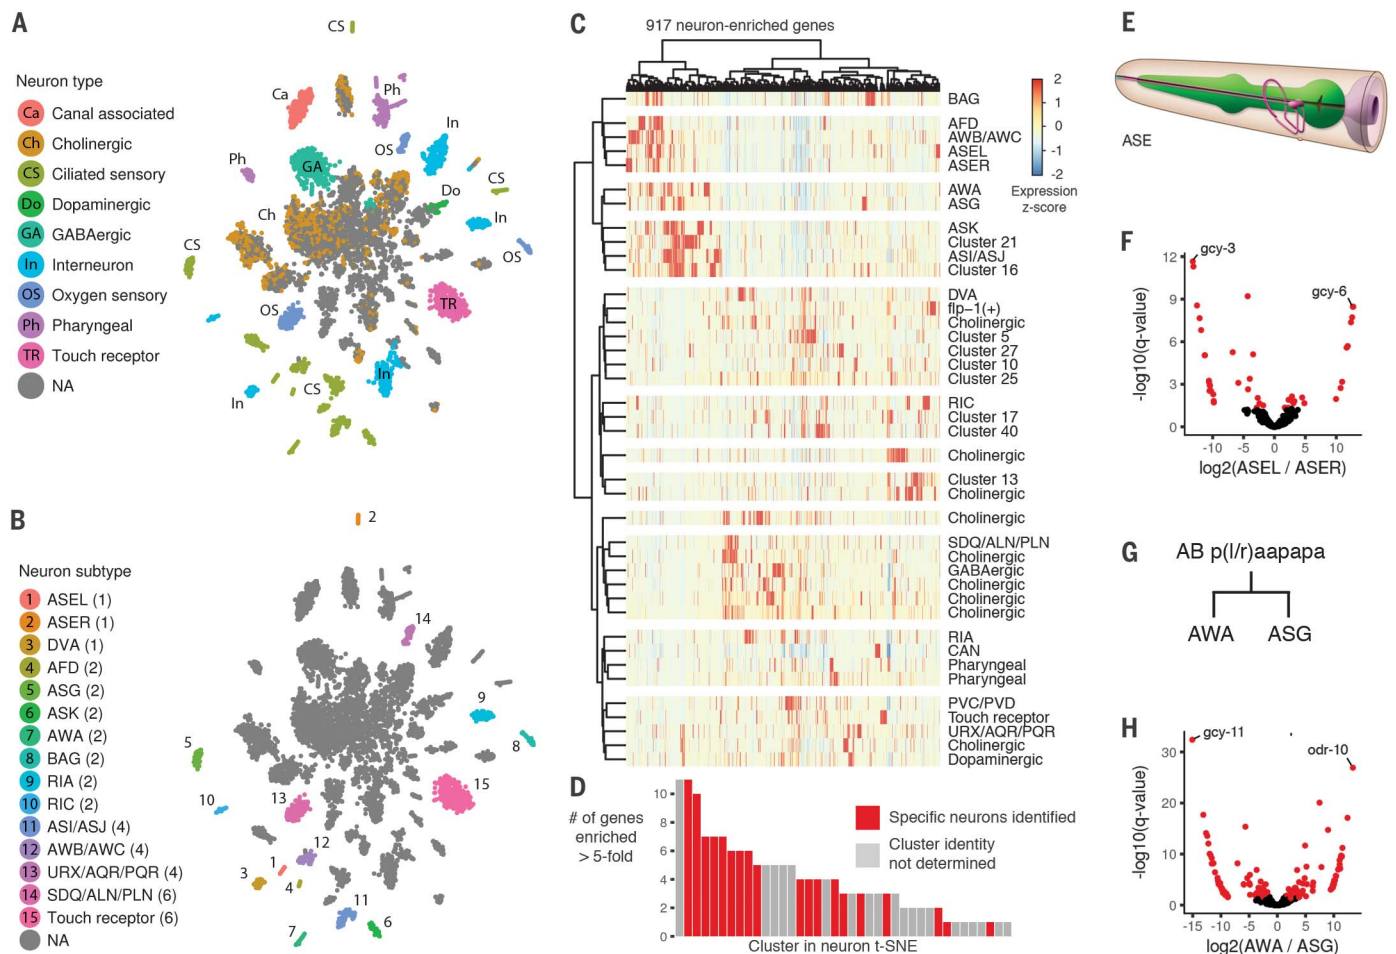 A
CS
Neuron type
Ca Canal associated
Ch Cholinergic
CS Ciliated sensory
Do Dopaminergic
GA GABAergic
In Interneuron
OS Oxygen sensory
Ph Pharyngeal
TR Touch receptor
NA
Ca
Ph
In
OS
Ph
GA
CS
Do
Ch
In
CS
OS
OS
TR
In
CS
In
B
2
Neuron subtype
1 ASEL (1)
2 ASER (1)
3 DVA (1)
4 AFD (2)
5 ASG (2)
6 ASK (2)
7 AWA (2)
8 BAG (2)
9 RIA (2)
10 RIC (2)
11 ASI/ASJ (4)
12 AWB/AWC (4)
13 URX/AQR/PQR (4)
14 SDQ/ALN/PLN (6)
15 Touch receptor (6)
NA
14
9
5
8
15
10
13
12
1
3
4
11
6
7
C
917 neuron-enriched genes
BAG
AFD
AWB/AWC
ASEL
ASER
AWA
ASG
ASK
Cluster 21
ASI/ASJ
Cluster 16
DVA
flp-1(+)
Cholinergic
Cluster 5
Cluster 27
Cluster 10
Cluster 25
RIC
Cluster 17
Cluster 40
Cholinergic
Cluster 13
Cholinergic
Cholinergic
SDQ/ALN/PLN
Cholinergic
GABAergic
Cholinergic
Cholinergic
Cholinergic
RIA
CAN
Pharyngeal
Pharyngeal
PVC/PVD
Touch receptor
URX/AQR/PQR
Cholinergic
Dopaminergic
2
1
0
-1
-2
Expression
z-score
D
# of genes
enriched
> 5-fold
10
8
6
4
2
0
Specific neurons identified
Cluster identity
not determined
Cluster in neuron t-SNE
E
ASE
F
-log10(q-value)
12
9
6
3
0
gcy-3
gcy-6
-10 -5 0 5 10
log2(ASEL / ASER)
G
AB p(l/r)aapapa
AWA ASG
H
-log10(q-value)
30
20
10
0
gcy-11
odr-10
-15 -10 -5 0 5 10
log2(AWA / ASG)